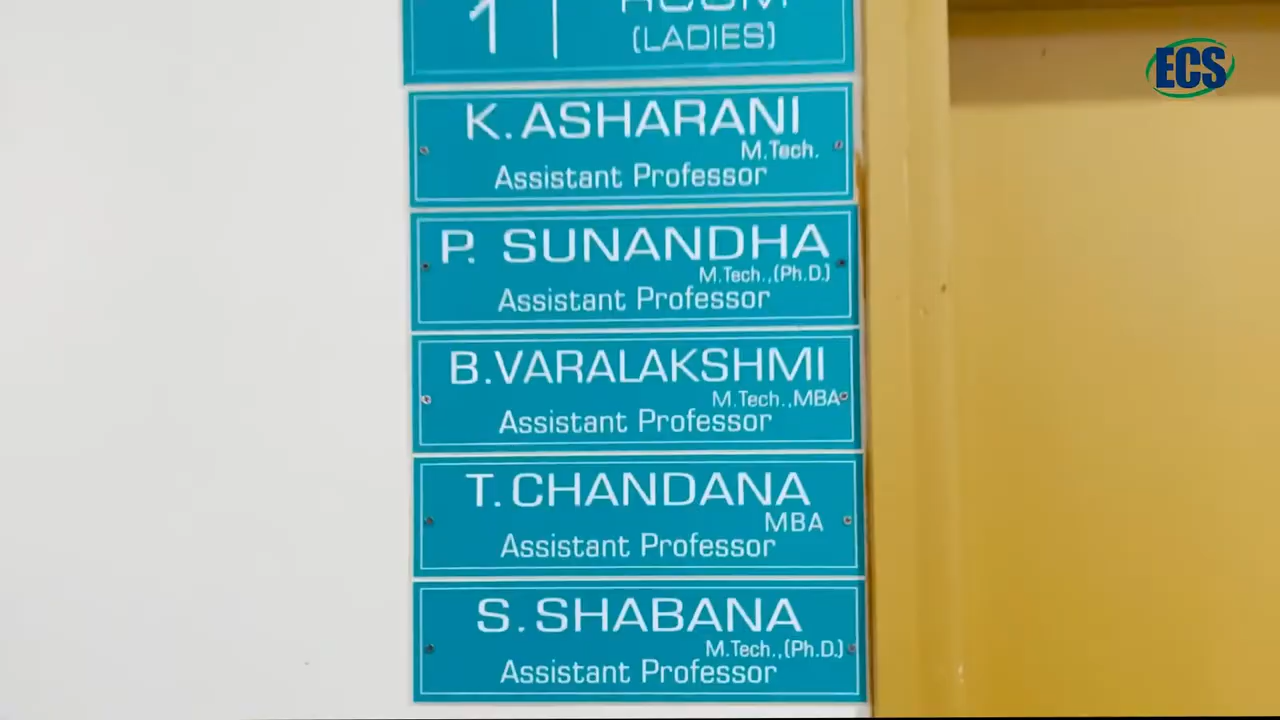 1
ROOM
(LADIES)
K. ASHARANI
M.Tech.
Assistant Professor
P. SUNANDHA
M.Tech.,(Ph.D.)
Assistant Professor
B.VARALAKSHMI
M.Tech.,MBA
Assistant Professor
T. CHANDANA
MBA
Assistant Professor
S. SHABANA
M.Tech.,(Ph.D.)
Assistant Professor
ECS